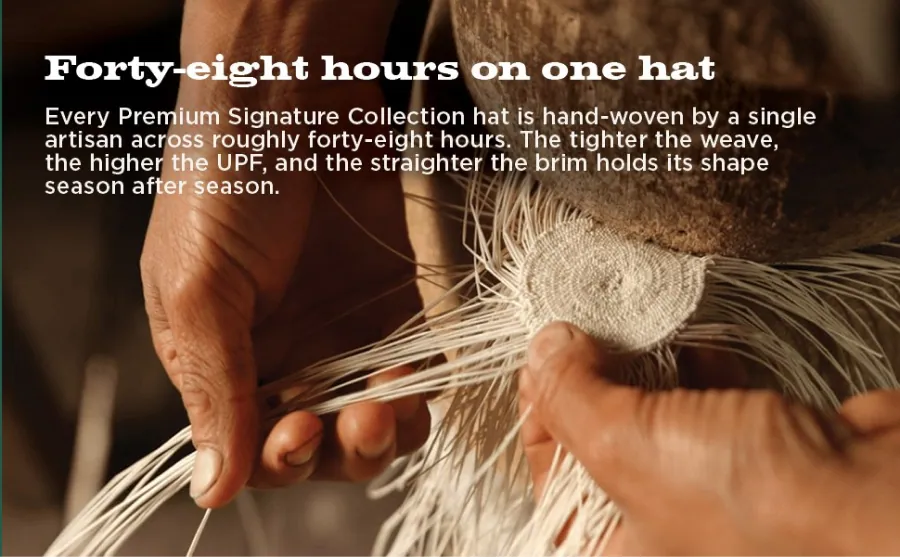 Forty-eight hours on one hat
Every Premium Signature Collection hat is hand-woven by a single
artisan across roughly forty-eight hours. The tighter the weave,
the higher the UPF, and the straighter the brim holds its shape
season after season.